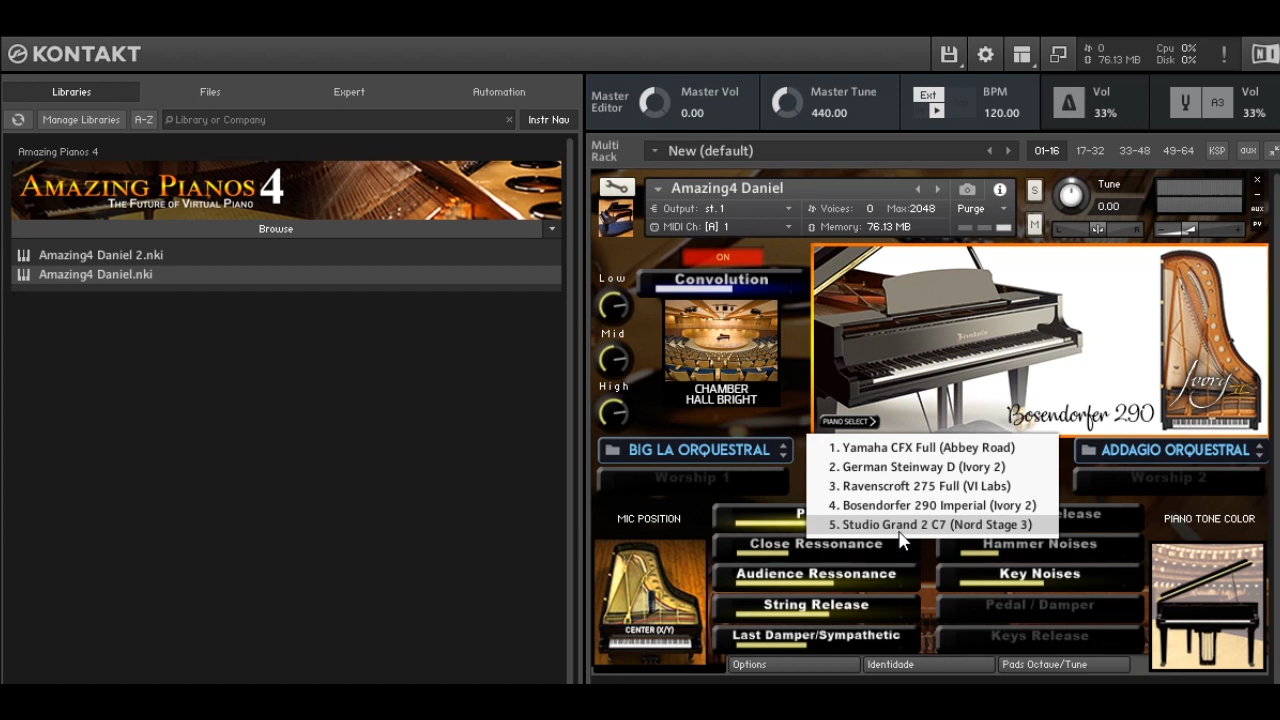 KONTAKT
0
76.13 MB
Cpu 0%
Disk 0%
!
Libraries
Files
Expert
Automation
Manage Libraries
A-Z
Library or Company
×
Instr Nav
Master Editor
Master Vol
0.00
Master Tune
440.00
Ext
BPM
120.00
Vol
33%
A3
Vol
33%
Multi Rack
New (default)
01-16
17-32
33-48
49-64
KSP
aux
Amazing Pianos 4
AMAZING PIANOS 4
THE FUTURE OF VIRTUAL PIANO
Browse
Amazing4 Daniel 2.nki
Amazing4 Daniel.nki
Amazing4 Daniel
Output: st.1
Voices: 0 Max: 2048
Purge
MIDI Ch: [A] 1
Memory: 76.13 MB
S
M
Tune
0.00
L
R
AUX
PV
ON
Convolution
Low
Mid
High
CHAMBER
HALL BRIGHT
Bosendorfer 290
Ivory II
PIANO SELECT
BIG LA ORQUESTRAL
ADDAGIO ORQUESTRAL
Worship 1
Worship 2
1. Yamaha CFX Full (Abbey Road)
2. German Steinway D (Ivory 2)
3. Ravenscroft 275 Full (VI Labs)
4. Bosendorfer 290 Imperial (Ivory 2)
5. Studio Grand 2 C7 (Nord Stage 3)
MIC POSITION
PIANO TONE COLOR
Close Ressonance
Hammer Noises
Audience Ressonance
Key Noises
String Release
Pedal / Damper
Last Damper/Sympathetic
Keys Release
CENTER (X/Y)
Options
Identidade
Pads Octave/Tune